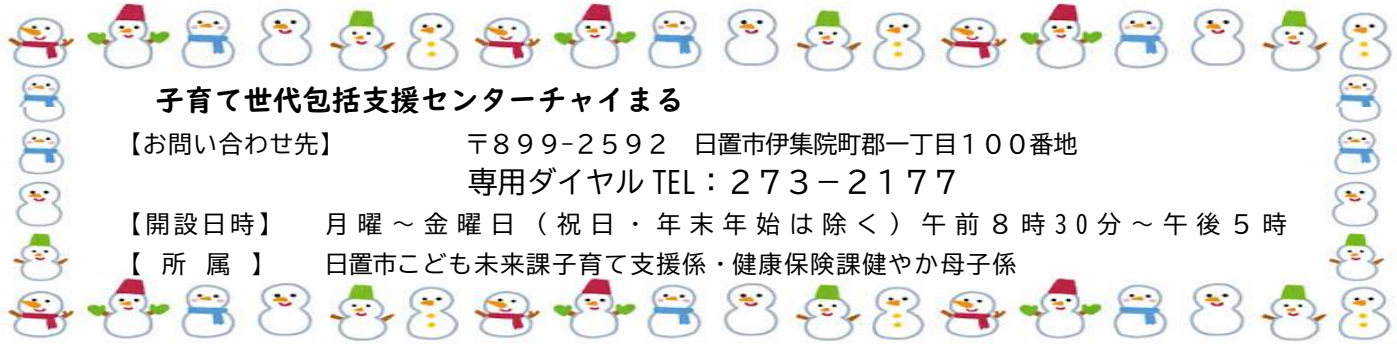 子育て世代包括支援センターチャイまる
【お問い合わせ先】　〒899-2592　日置市伊集院町郡一丁目100番地
専用ダイヤル TEL：273－2177
【開設日時】　月曜～金曜日（祝日・年末年始は除く）午前8時30分～午後5時
【 所 属 】　日置市こども未来課子育て支援係・健康保険課健やか母子係